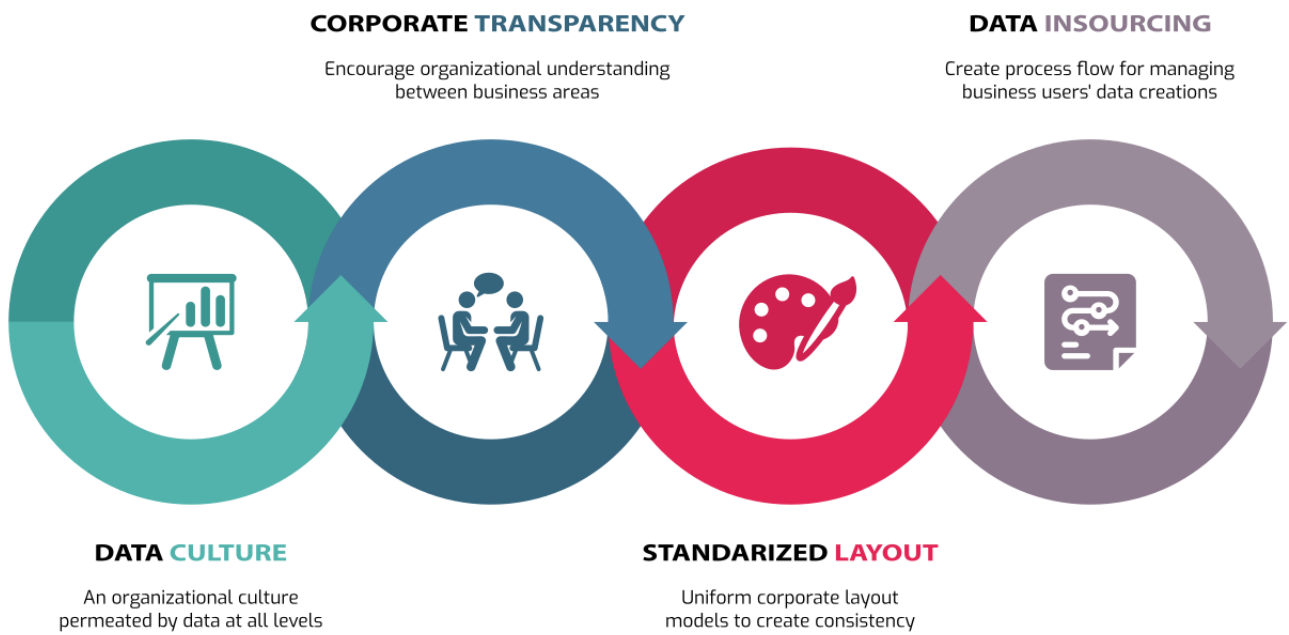 CORPORATE TRANSPARENCY
Encourage organizational understanding
between business areas
DATA INSOURCING
Create process flow for managing
business users' data creations
DATA CULTURE
An organizational culture
permeated by data at all levels
STANDARIZED LAYOUT
Uniform corporate layout
models to create consistency